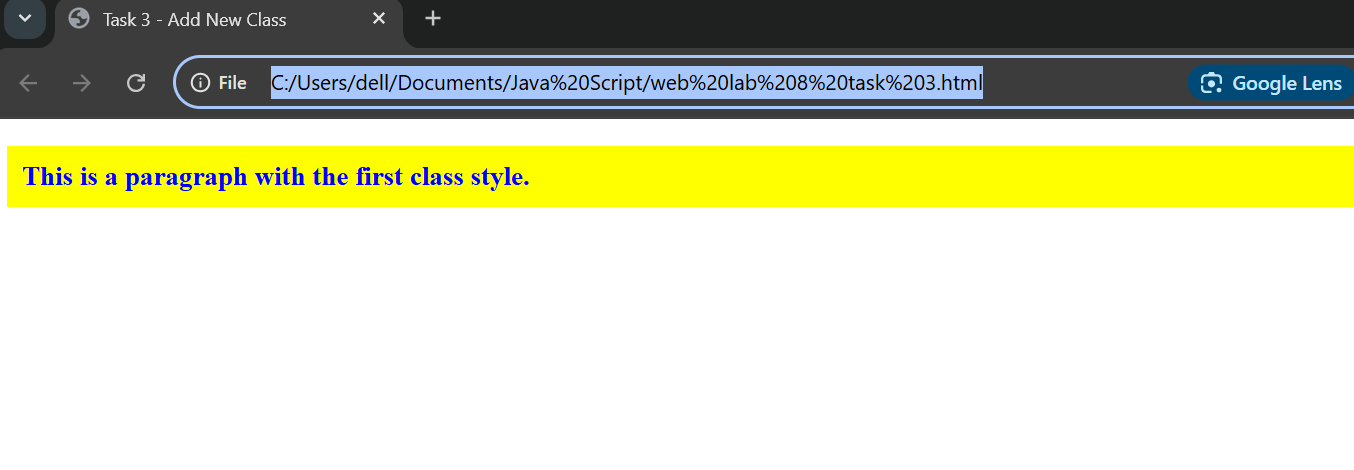 Task 3 - Add New Class
File C:/Users/dell/Documents/Java%20Script/web%20lab%208%20task%203.html Google Lens
This is a paragraph with the first class style.